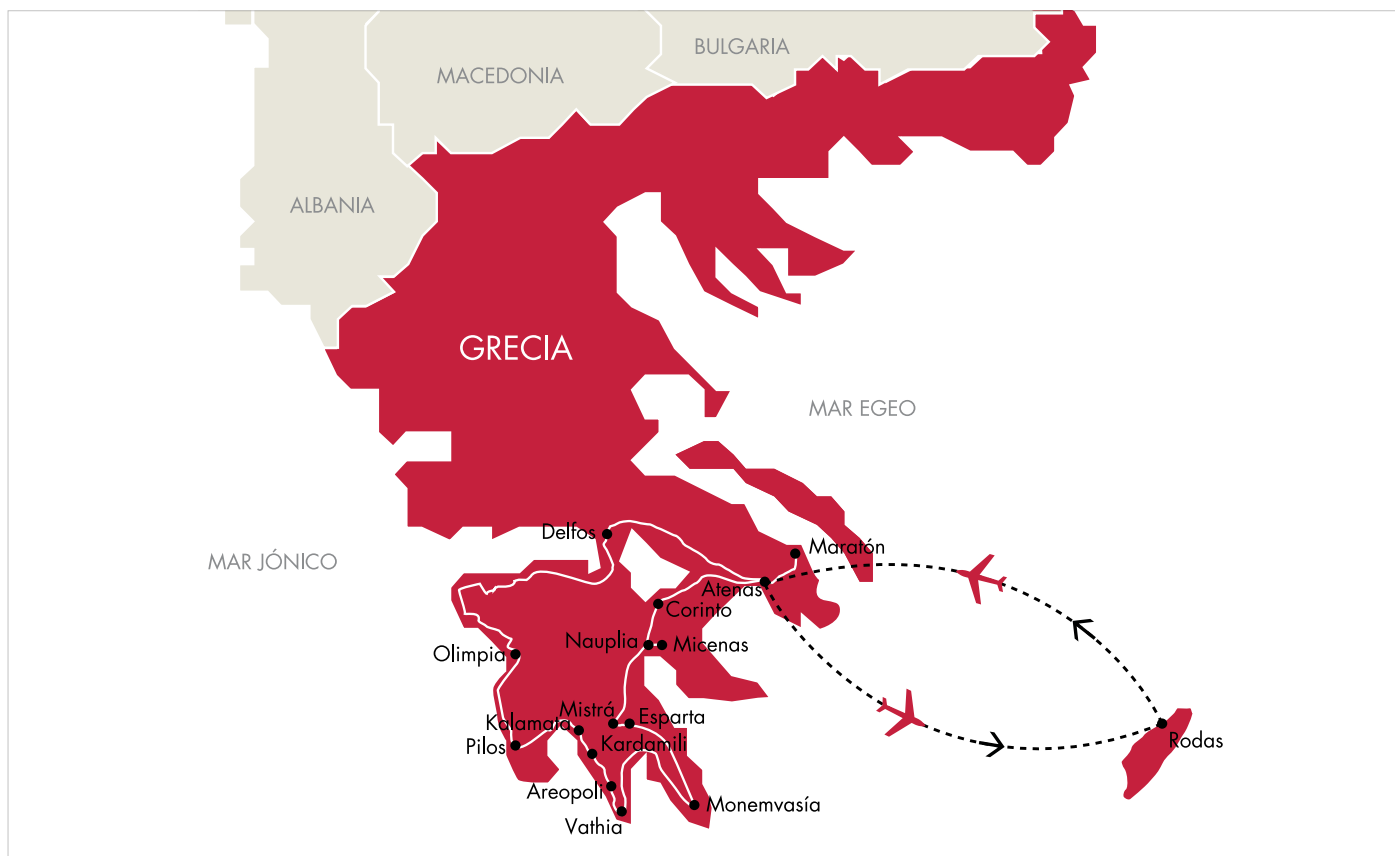 BULGARIA
MACEDONIA
ALBANIA
GRECIA
MAR EGEO
Delfos
Maratón
MAR JÓNICO
Atenas
Corinto
Nauplia
Micenas
Olimpia
Mistrá
Esparta
Kalamata
Rodas
Pilos
Kardamili
Areopoli
Monemvasía
Vathia